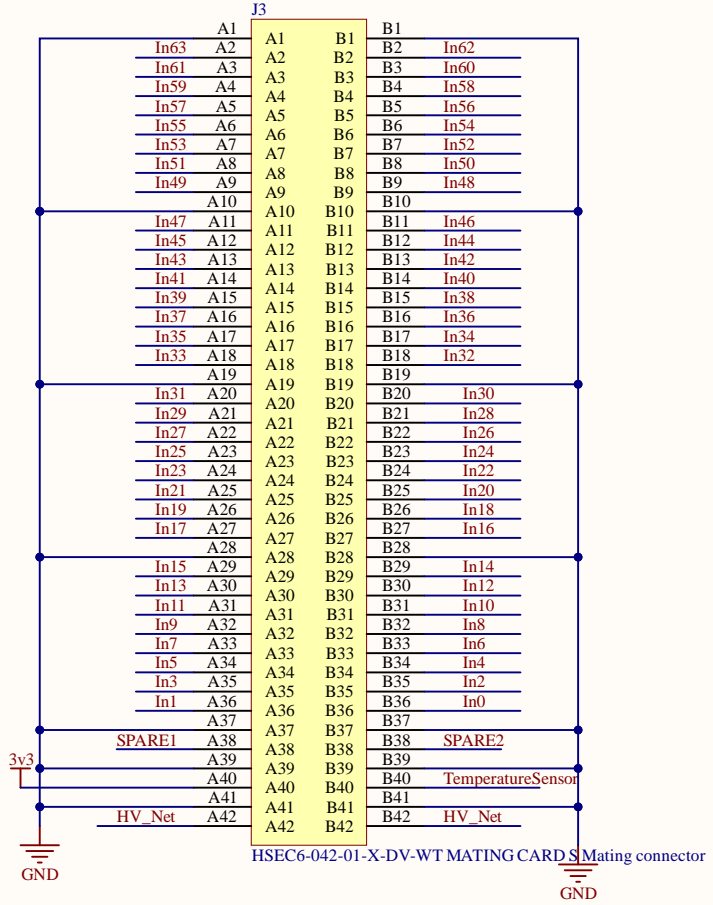 J3
A1 A1 B1 B1
In63 A2 A2 B2 B2 In62
In61 A3 A3 B3 B3 In60
In59 A4 A4 B4 B4 In58
In57 A5 A5 B5 B5 In56
In55 A6 A6 B6 B6 In54
In53 A7 A7 B7 B7 In52
In51 A8 A8 B8 B8 In50
In49 A9 A9 B9 B9 In48
A10 A10 B10 B10
In47 A11 A11 B11 B11 In46
In45 A12 A12 B12 B12 In44
In43 A13 A13 B13 B13 In42
In41 A14 A14 B14 B14 In40
In39 A15 A15 B15 B15 In38
In37 A16 A16 B16 B16 In36
In35 A17 A17 B17 B17 In34
In33 A18 A18 B18 B18 In32
A19 A19 B19 B19
In31 A20 A20 B20 B20 In30
In29 A21 A21 B21 B21 In28
In27 A22 A22 B22 B22 In26
In25 A23 A23 B23 B23 In24
In23 A24 A24 B24 B24 In22
In21 A25 A25 B25 B25 In20
In19 A26 A26 B26 B26 In18
In17 A27 A27 B27 B27 In16
A28 A28 B28 B28
In15 A29 A29 B29 B29 In14
In13 A30 A30 B30 B30 In12
In11 A31 A31 B31 B31 In10
In9 A32 A32 B32 B32 In8
In7 A33 A33 B33 B33 In6
In5 A34 A34 B34 B34 In4
In3 A35 A35 B35 B35 In2
In1 A36 A36 B36 B36 In0
A37 A37 B37 B37
SPARE1 A38 A38 B38 B38 SPARE2
A39 A39 B39 B39
3v3 A40 A40 B40 B40 TemperatureSensor
A41 A41 B41 B41
HV_Net A42 A42 B42 B42 HV_Net
HSEC6-042-01-X-DV-WT MATING CARD S Mating connector
GND
GND